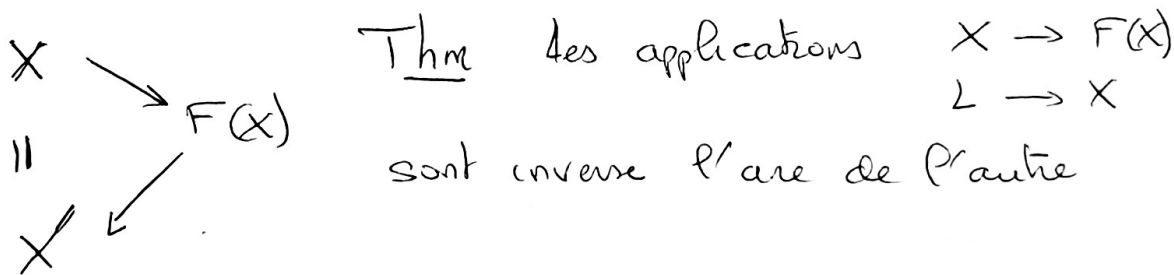 X → F(X)
||
X
Thm Les applications X → F(X)
L → X
sont inverse l'une de l'autre